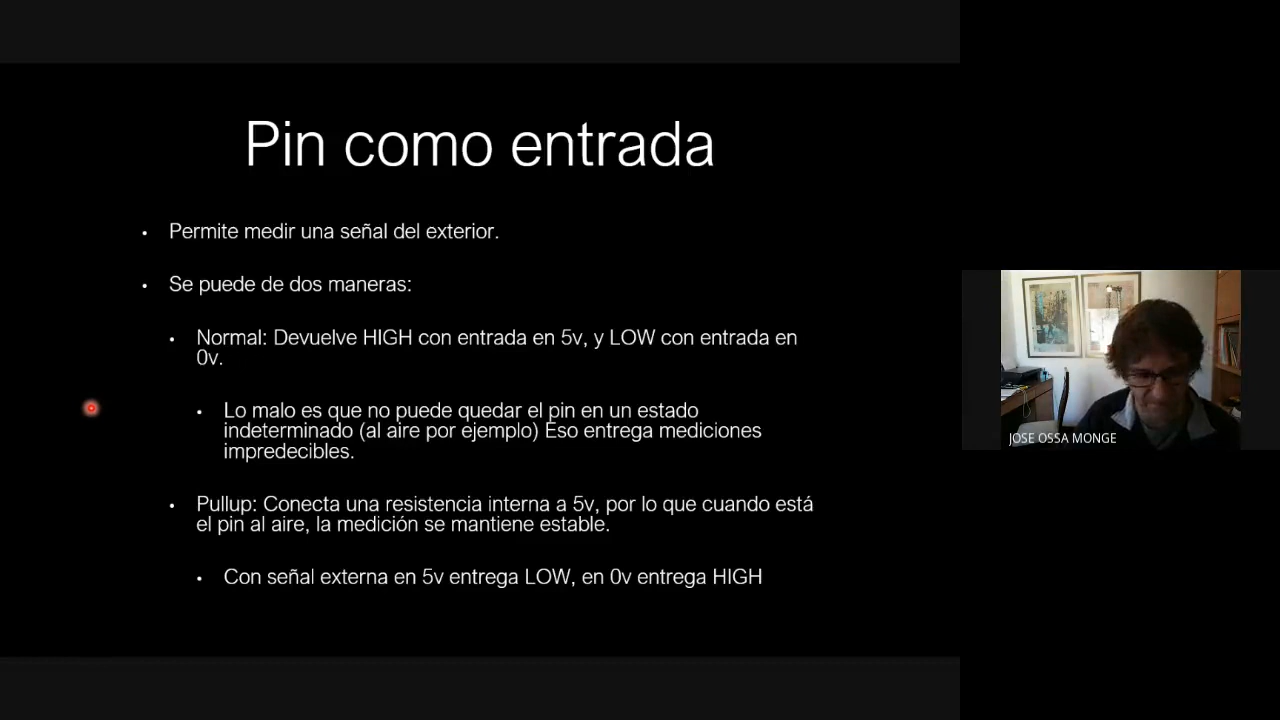 Pin como entrada
• Permite medir una señal del exterior.
• Se puede de dos maneras:
• Normal: Devuelve HIGH con entrada en 5v, y LOW con entrada en
0v.
• Lo malo es que no puede quedar el pin en un estado
indeterminado (al aire por ejemplo) Eso entrega mediciones
impredecibles.
• Pullup: Conecta una resistencia interna a 5v, por lo que cuando está
el pin al aire, la medición se mantiene estable.
• Con señal externa en 5v entrega LOW, en 0v entrega HIGH
JOSE OSSA MONGE